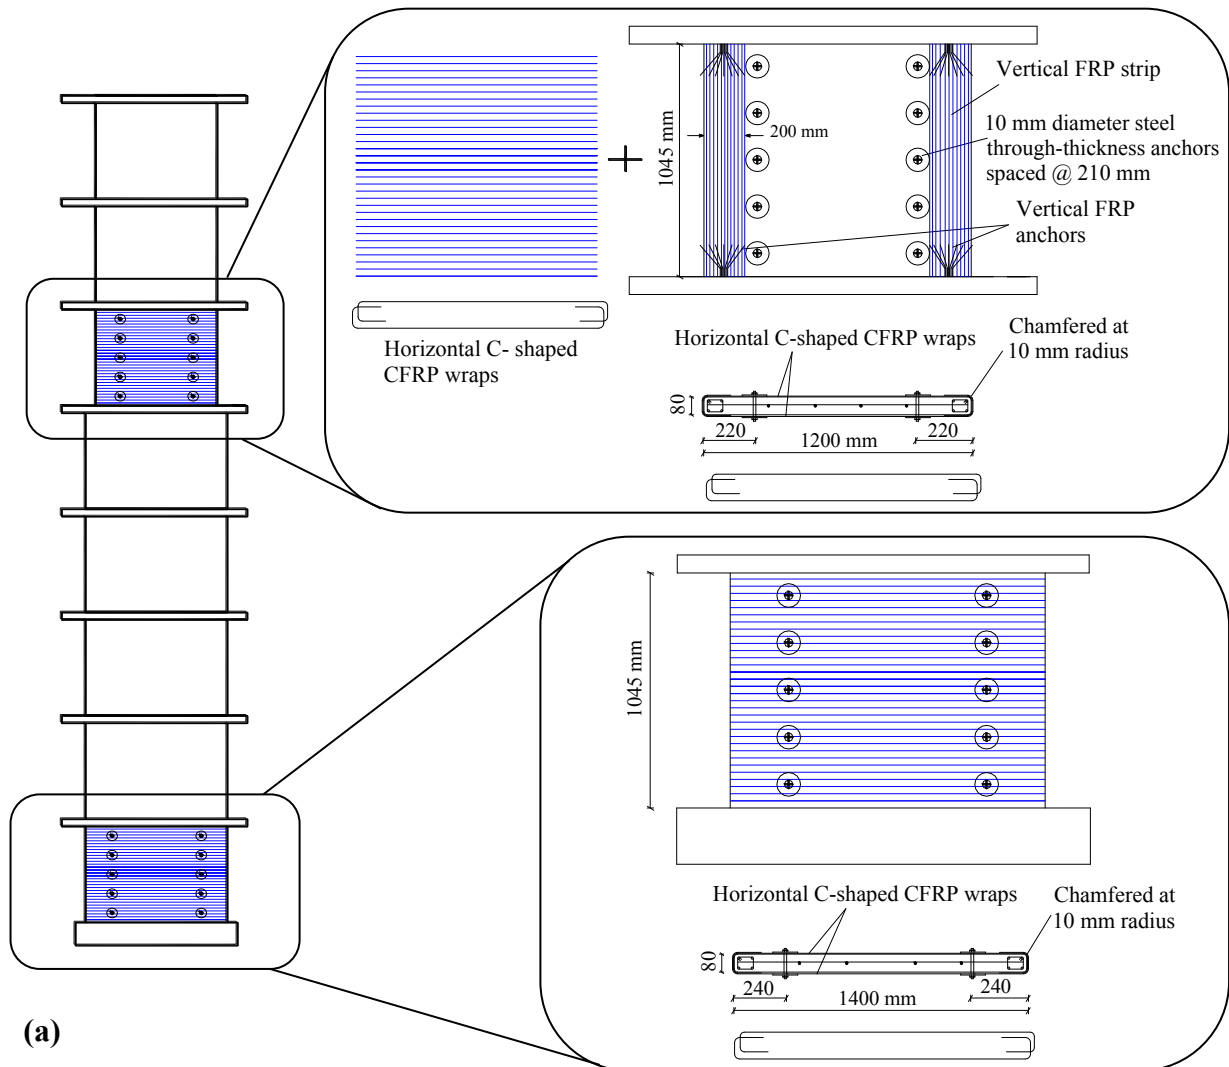 1045 mm
200 mm
Vertical FRP strip
10 mm diameter steel
through-thickness anchors
spaced @ 210 mm
Vertical FRP
anchors
Horizontal C- shaped
CFRP wraps
Horizontal C-shaped CFRP wraps
Chamfered at
10 mm radius
80
220
220
1200 mm
1045 mm
Horizontal C-shaped CFRP wraps
Chamfered at
10 mm radius
80
240
240
1400 mm
(a)